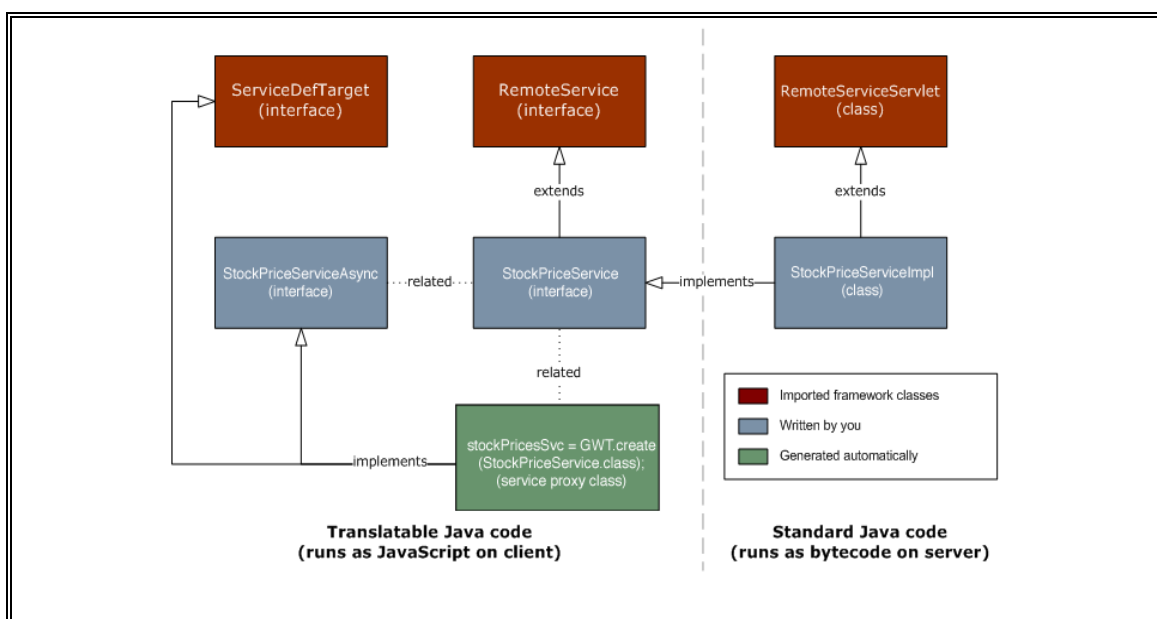 ServiceDefTarget
(interface)
RemoteService
(interface)
RemoteServiceServlet
(class)
extends
extends
StockPriceServiceAsync
(interface)
related
StockPriceService
(interface)
implements
StockPriceServiceImpl
(class)
related
stockPricesSvc = GWT.create
(StockPriceService.class);
(service proxy class)
implements
Imported framework classes
Written by you
Generated automatically
Translatable Java code
(runs as JavaScript on client)
Standard Java code
(runs as bytecode on server)